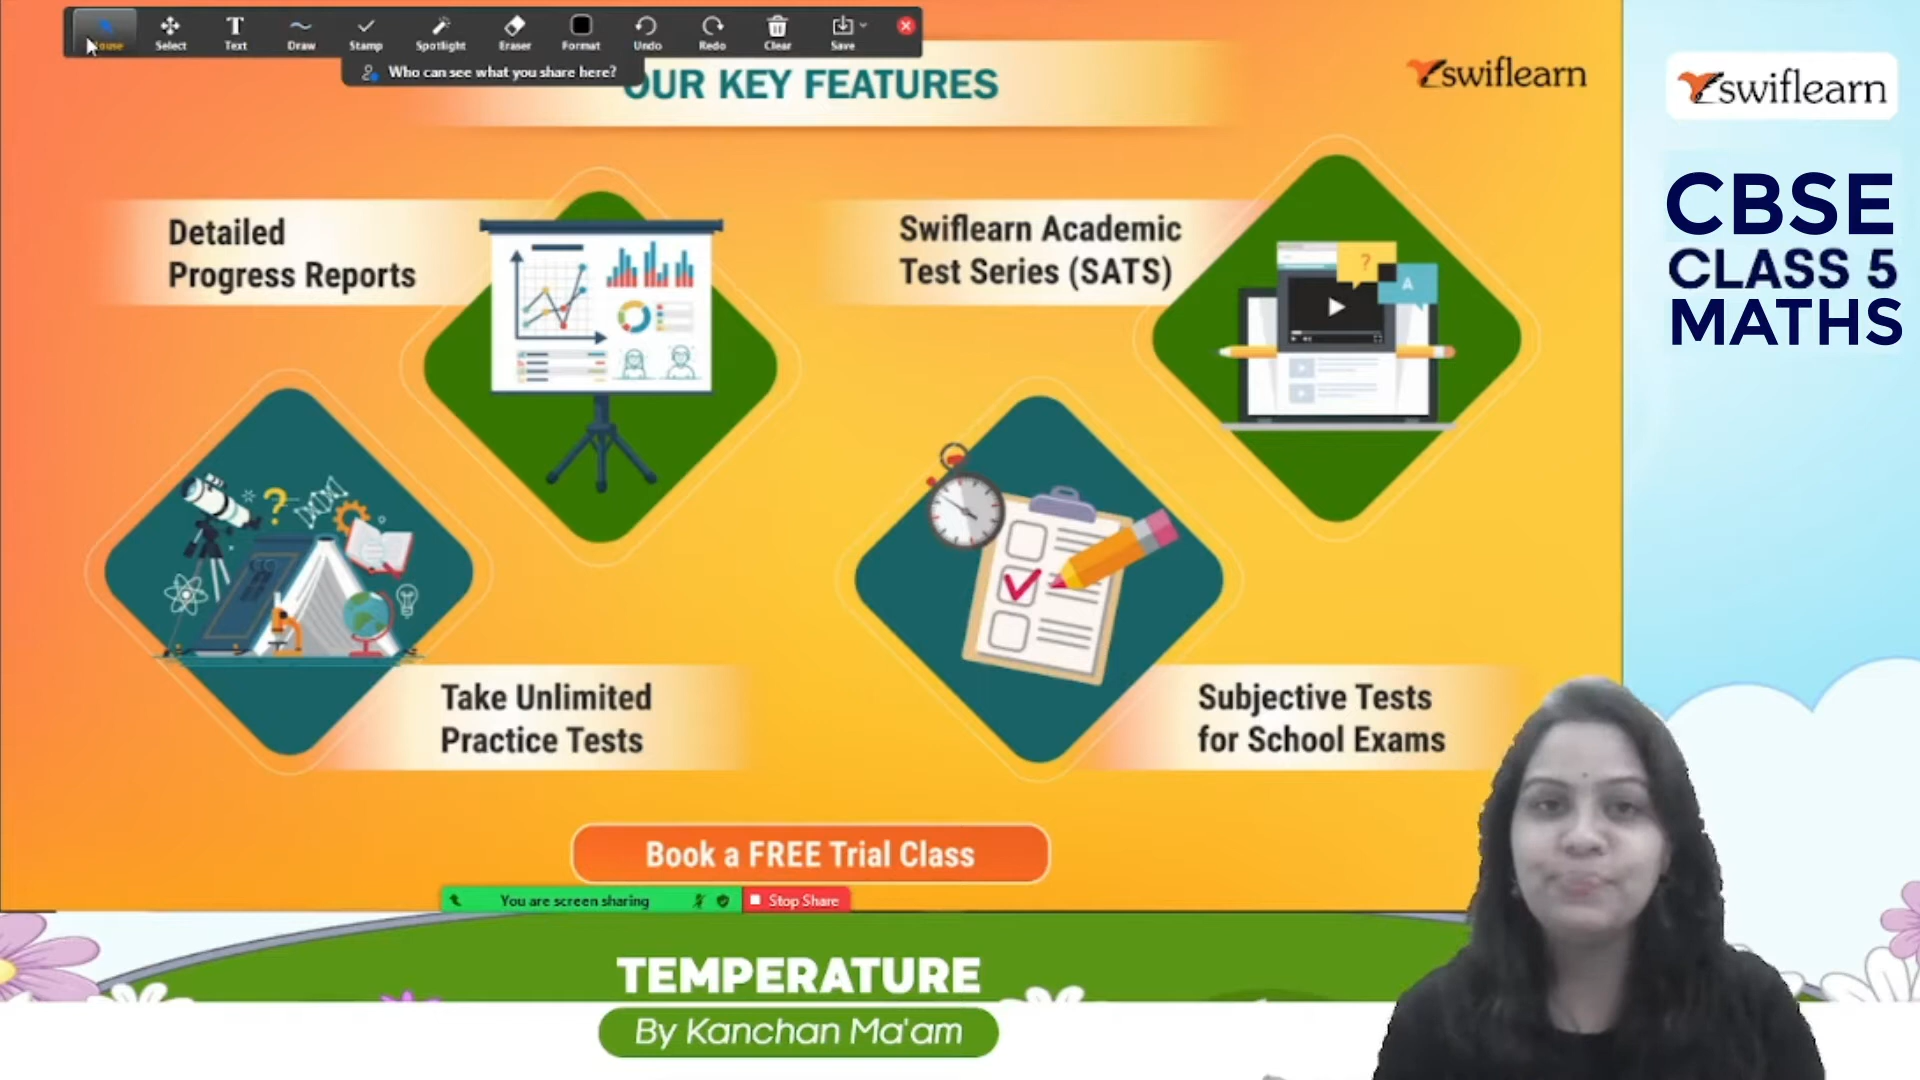 Mouse
Select
Text
Draw
Stamp
Spotlight
Eraser
Format
Undo
Redo
Clear
Save
Who can see what you share here?
OUR KEY FEATURES
swiflearn
swiflearn
CBSE
CLASS 5
MATHS
Detailed
Progress Reports
Swiflearn Academic
Test Series (SATS)
?
A
?
Take Unlimited
Practice Tests
Subjective Tests
for School Exams
Book a FREE Trial Class
You are screen sharing
Stop Share
TEMPERATURE
By Kanchan Ma'am